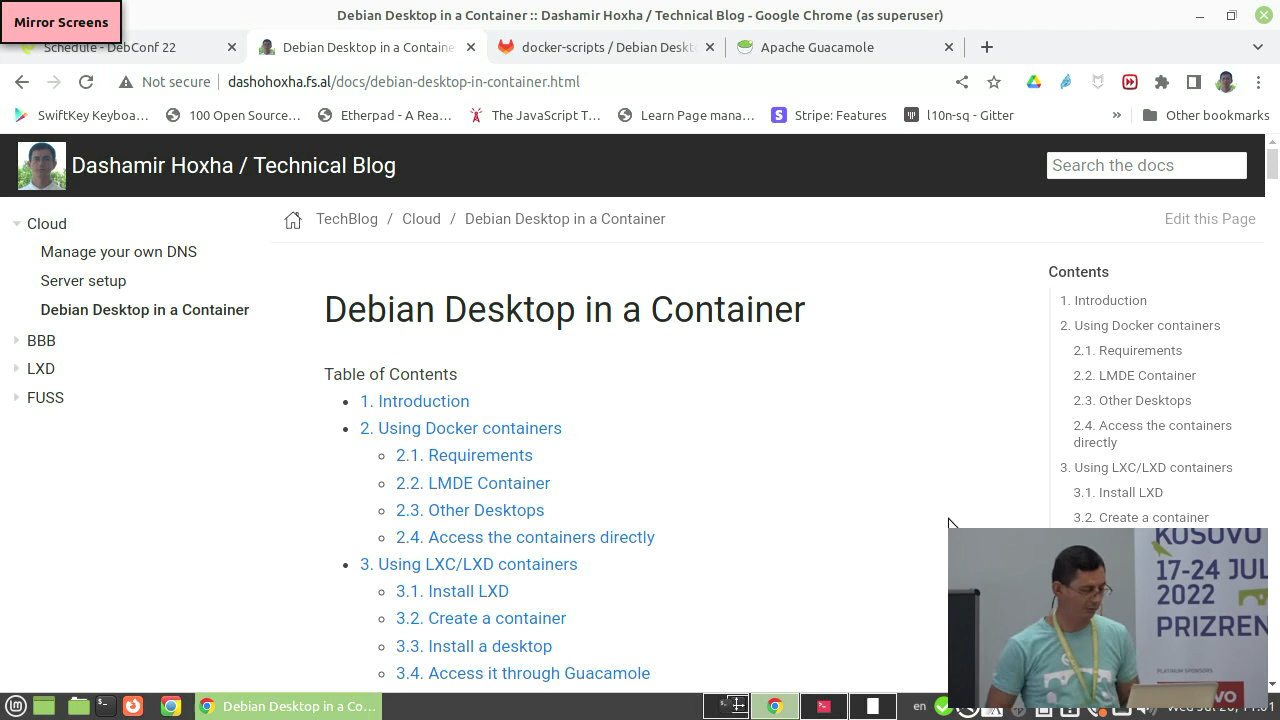 Mirror Screens
Debian Desktop in a Container :: Dashamir Hoxha / Technical Blog - Google Chrome (as superuser)
Schedule - DebConf 22
Debian Desktop in a Containe
docker-scripts / Debian Deskt
Apache Guacamole
Not secure
dashohoxha.fs.al/docs/debian-desktop-in-container.html
SwiftKey Keyboa...
100 Open Source...
Etherpad - A Rea...
The JavaScript T...
Learn Page mana...
Stripe: Features
l10n-sq - Gitter
»
Other bookmarks
Dashamir Hoxha / Technical Blog
Search the docs
Cloud
Manage your own DNS
Server setup
Debian Desktop in a Container
BBB
LXD
FUSS
TechBlog / Cloud / Debian Desktop in a Container
Edit this Page
Debian Desktop in a Container
Table of Contents
1. Introduction
2. Using Docker containers
2.1. Requirements
2.2. LMDE Container
2.3. Other Desktops
2.4. Access the containers directly
3. Using LXC/LXD containers
3.1. Install LXD
3.2. Create a container
3.3. Install a desktop
3.4. Access it through Guacamole
Contents
1. Introduction
2. Using Docker containers
2.1. Requirements
2.2. LMDE Container
2.3. Other Desktops
2.4. Access the containers
directly
3. Using LXC/LXD containers
3.1. Install LXD
3.2. Create a container
KOSOVO
17-24 JUL
2022
PRIZREN
PLATINUM SPONSORS
Debian Desktop in a Co...
en